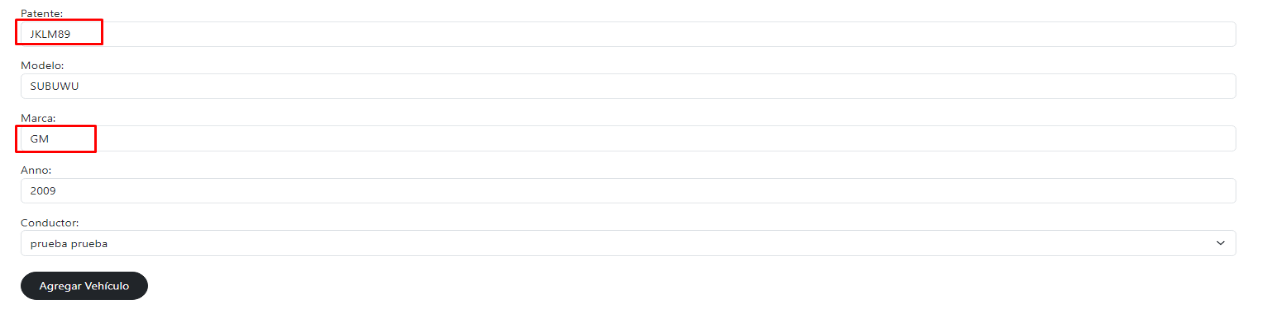 Patente:
JKLM89
Modelo:
SUBUWU
Marca:
GM
Anno:
2009
Conductor:
prueba prueba
Agregar Vehículo